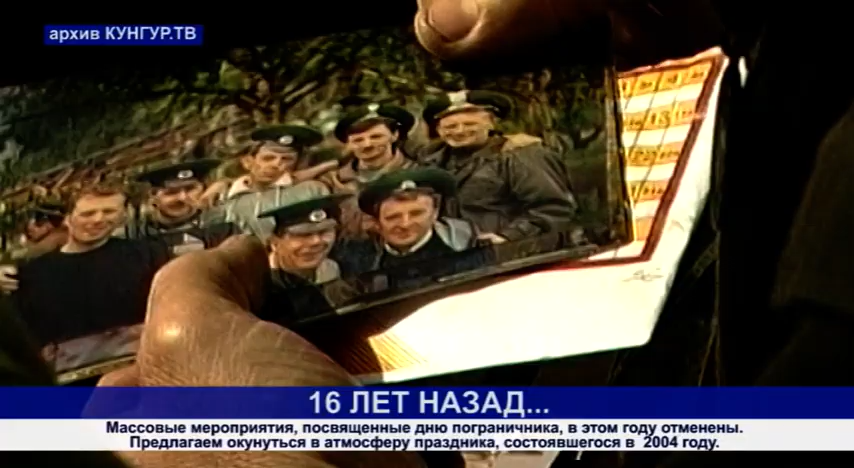 архив КУНГУР.ТВ
16 ЛЕТ НАЗАД...
Массовые мероприятия, посвященные дню пограничника, в этом году отменены.
Предлагаем окунуться в атмосферу праздника, состоявшегося в 2004 году.